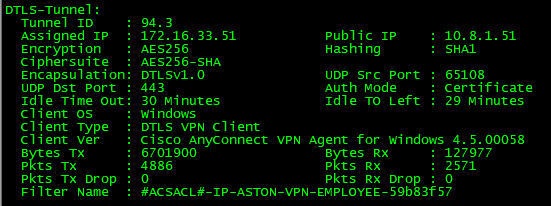 DTLS-Tunnel:
Tunnel ID : 94.3
Assigned IP : 172.16.33.51 Public IP : 10.8.1.51
Encryption : AES256 Hashing : SHA1
Ciphersuite : AES256-SHA
Encapsulation: DTLSv1.0 UDP Src Port : 65108
UDP Dst Port : 443 Auth Mode : Certificate
Idle Time Out: 30 Minutes Idle TO Left : 29 Minutes
Client OS : Windows
Client Type : DTLS VPN Client
Client Ver : Cisco AnyConnect VPN Agent for Windows 4.5.00058
Bytes Tx : 6701900 Bytes Rx : 127977
Pkts Tx : 4886 Pkts Rx : 2571
Pkts Tx Drop : 0 Pkts Rx Drop : 0
Filter Name : #ACSACL#-IP-ASTON-VPN-EMPLOYEE-59b83f57